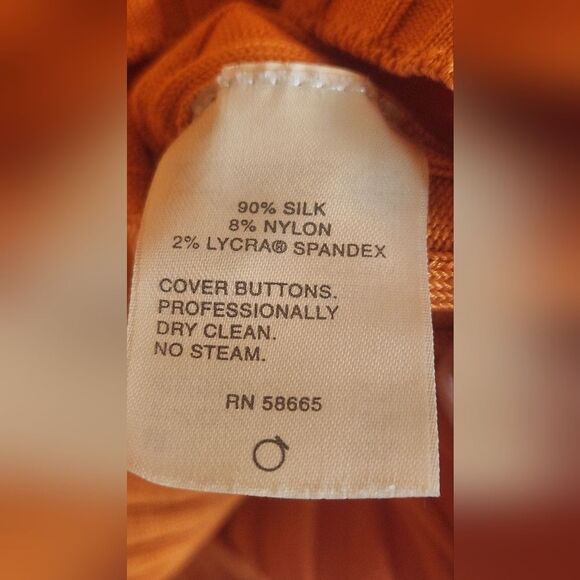 90% SILK
8% NYLON
2% LYCRA® SPANDEX
COVER BUTTONS.
PROFESSIONALLY
DRY CLEAN.
NO STEAM.
RN 58665